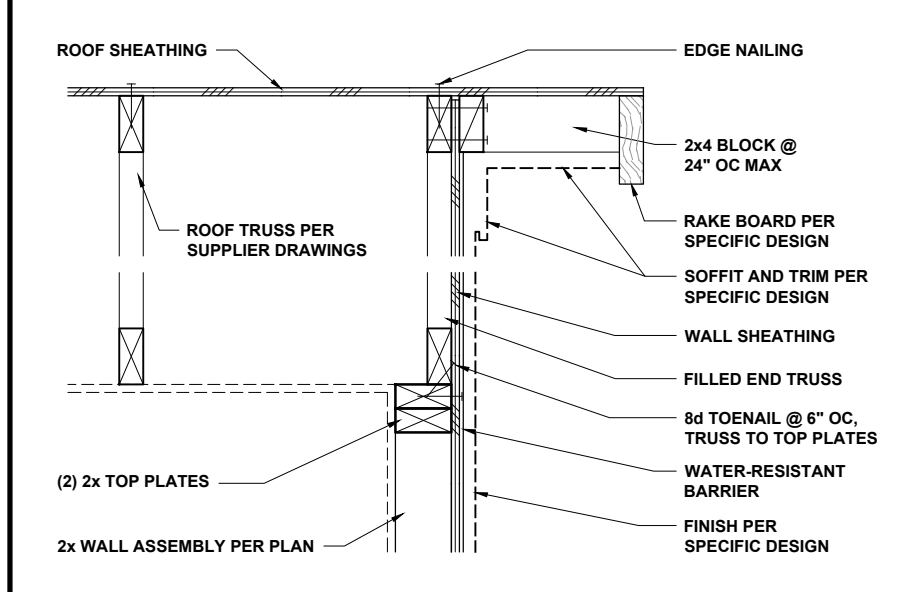 ROOF SHEATHING
EDGE NAILING
2x4 BLOCK @
24" OC MAX
ROOF TRUSS PER
SUPPLIER DRAWINGS
RAKE BOARD PER
SPECIFIC DESIGN
SOFFIT AND TRIM PER
SPECIFIC DESIGN
WALL SHEATHING
FILLED END TRUSS
8d TOENAIL @ 6" OC,
TRUSS TO TOP PLATES
(2) 2x TOP PLATES
WATER-RESISTANT
BARRIER
2x WALL ASSEMBLY PER PLAN
FINISH PER
SPECIFIC DESIGN